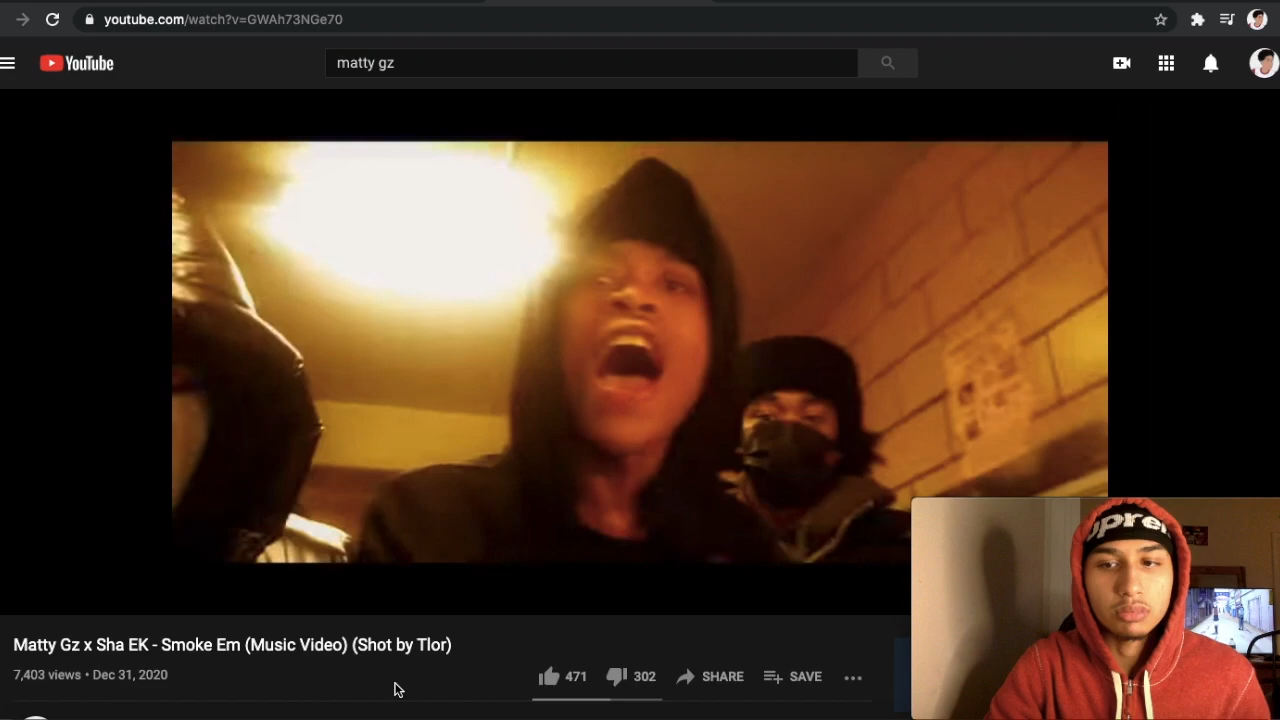 youtube.com/watch?v=GWAh73NGe70
YouTube
matty gz
Matty Gz x Sha EK - Smoke Em (Music Video) (Shot by Tlor)
7,403 views • Dec 31, 2020
471
302
SHARE
SAVE
upre